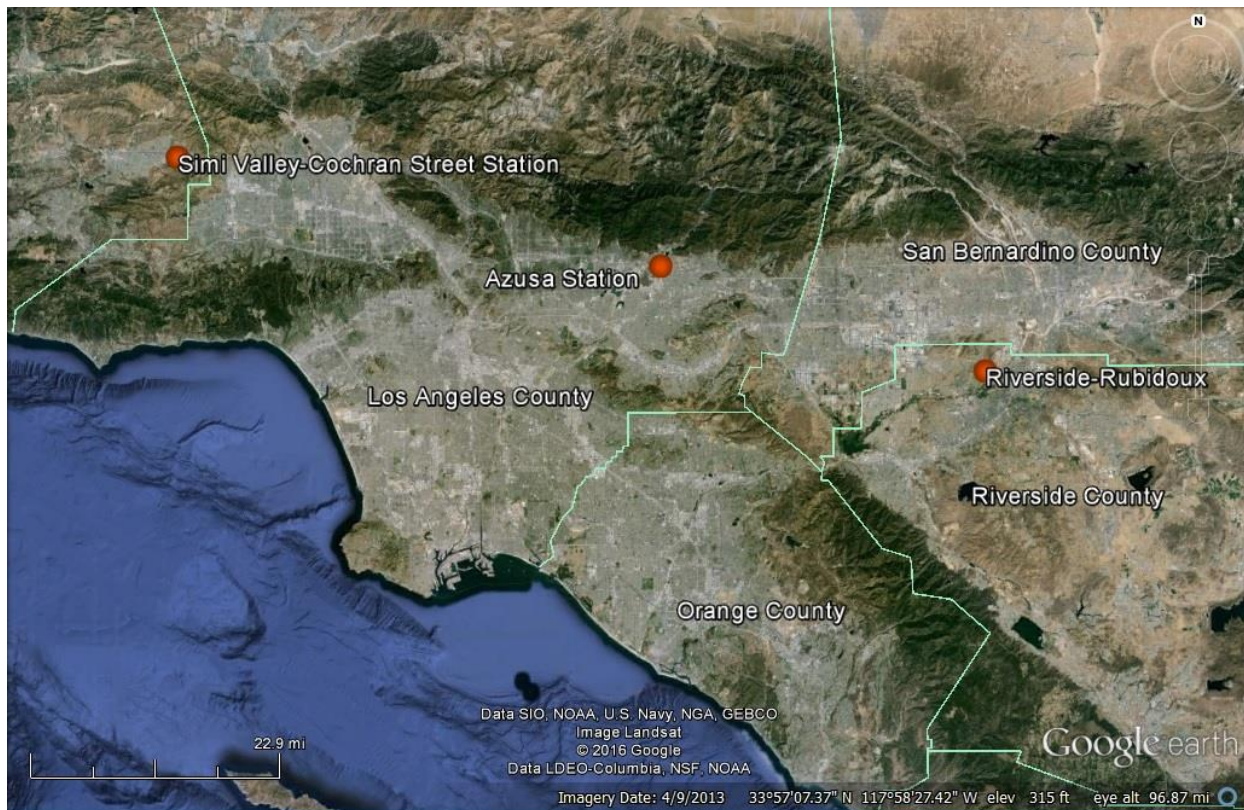 N
Simi Valley-Cochran Street Station
San Bernardino County
Azusa Station
Riverside-Rubidoux
Los Angeles County
Riverside County
Orange County
Data SIO, NOAA, U.S. Navy, NGA, GEBCO
Image Landsat
© 2016 Google
Data LDEO-Columbia, NSF, NOAA
22.9 mi
Google earth
Imagery Date: 4/9/2013 33°57'07.37" N 117°58'27.42" W elev 315 ft eye alt 96.87 mi